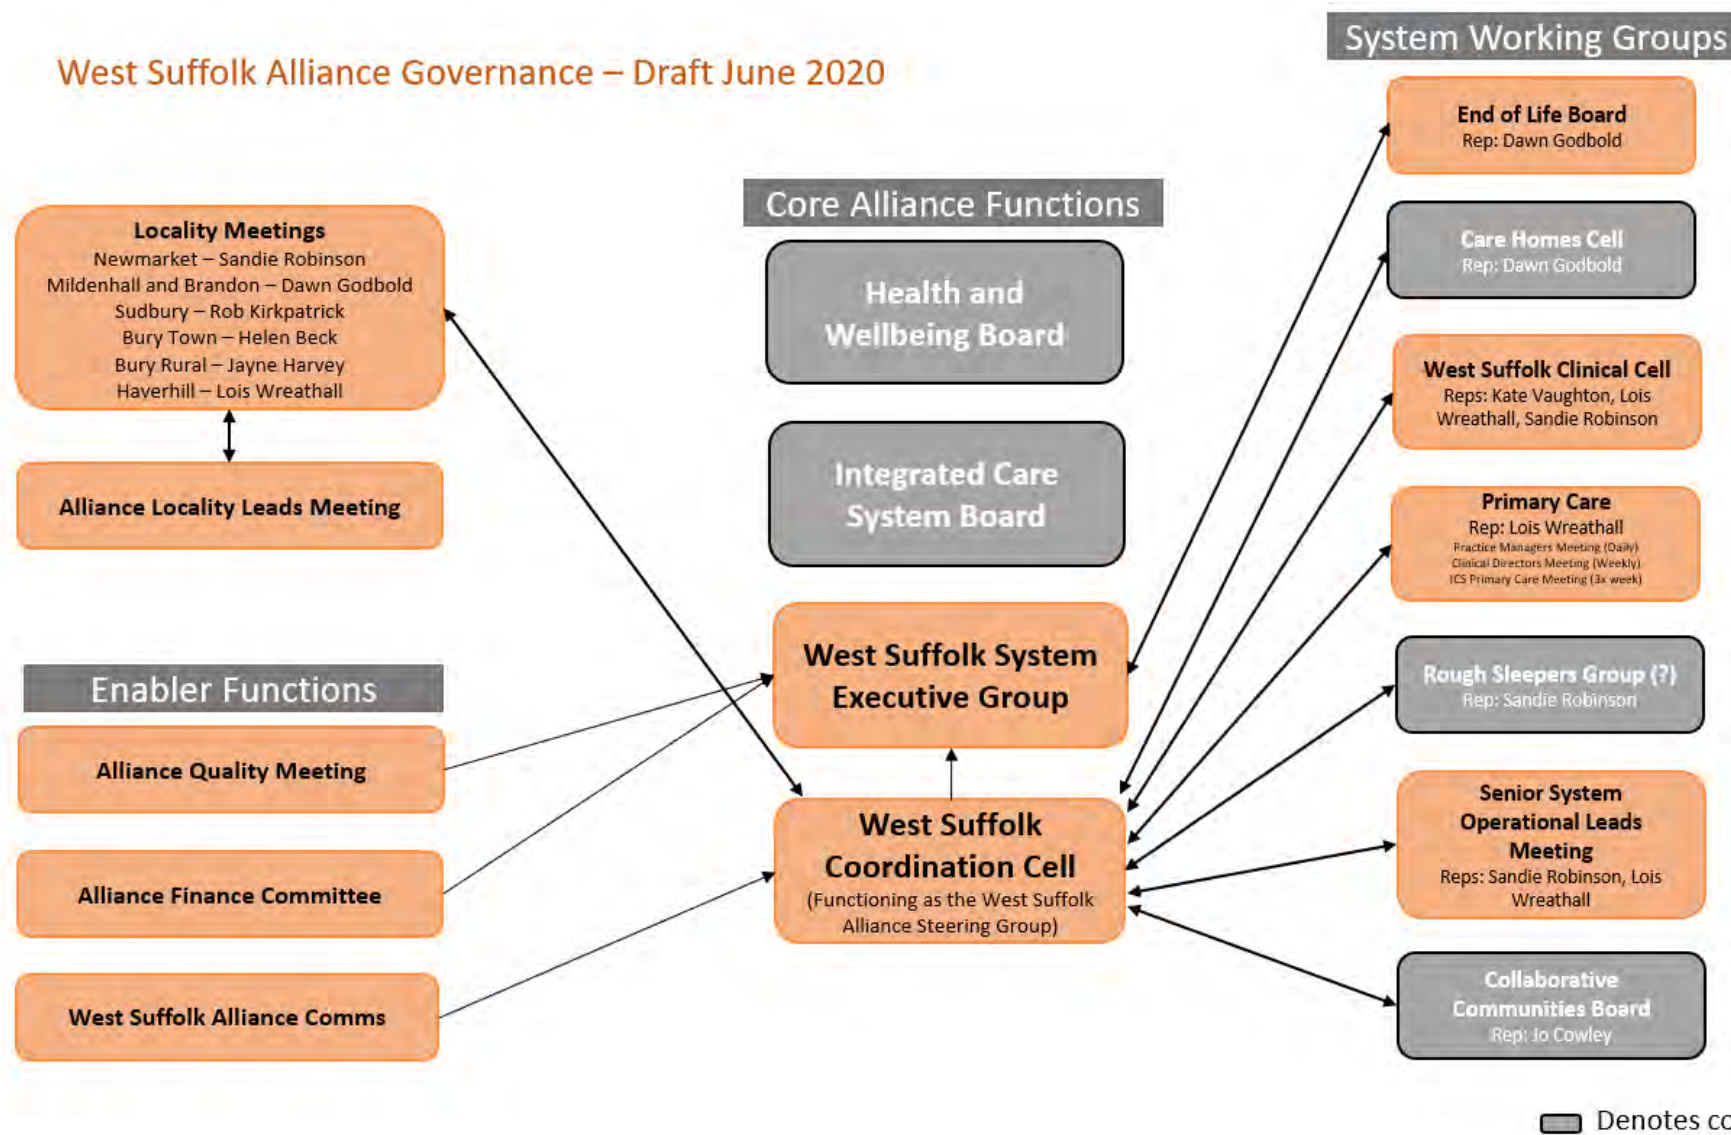 West Suffolk Alliance Governance – Draft June 2020
Locality Meetings
Newmarket – Sandie Robinson
Mildenhall and Brandon – Dawn Godbold
Sudbury – Rob Kirkpatrick
Bury Town – Helen Beck
Bury Rural – Jayne Harvey
Haverhill – Lois Wreathall
Alliance Locality Leads Meeting
Enabler Functions
Alliance Quality Meeting
Alliance Finance Committee
West Suffolk Alliance Comms
Core Alliance Functions
Health and
Wellbeing Board
Integrated Care
System Board
West Suffolk System
Executive Group
West Suffolk
Coordination Cell
(Functioning as the West Suffolk
Alliance Steering Group)
System Working Groups
End of Life Board
Rep: Dawn Godbold
Care Homes Cell
Rep: Dawn Godbold
West Suffolk Clinical Cell
Reps: Kate Vaughton, Lois
Wreathall, Sandie Robinson
Primary Care
Rep: Lois Wreathall
Practice Managers Meeting (Daily)
Clinical Directors Meeting (Weekly)
ICS Primary Care Meeting (3x week)
Rough Sleepers Group (?)
Rep: Sandie Robinson
Senior System
Operational Leads
Meeting
Reps: Sandie Robinson, Lois
Wreathall
Collaborative
Communities Board
Rep: Jo Cowley
Denotes